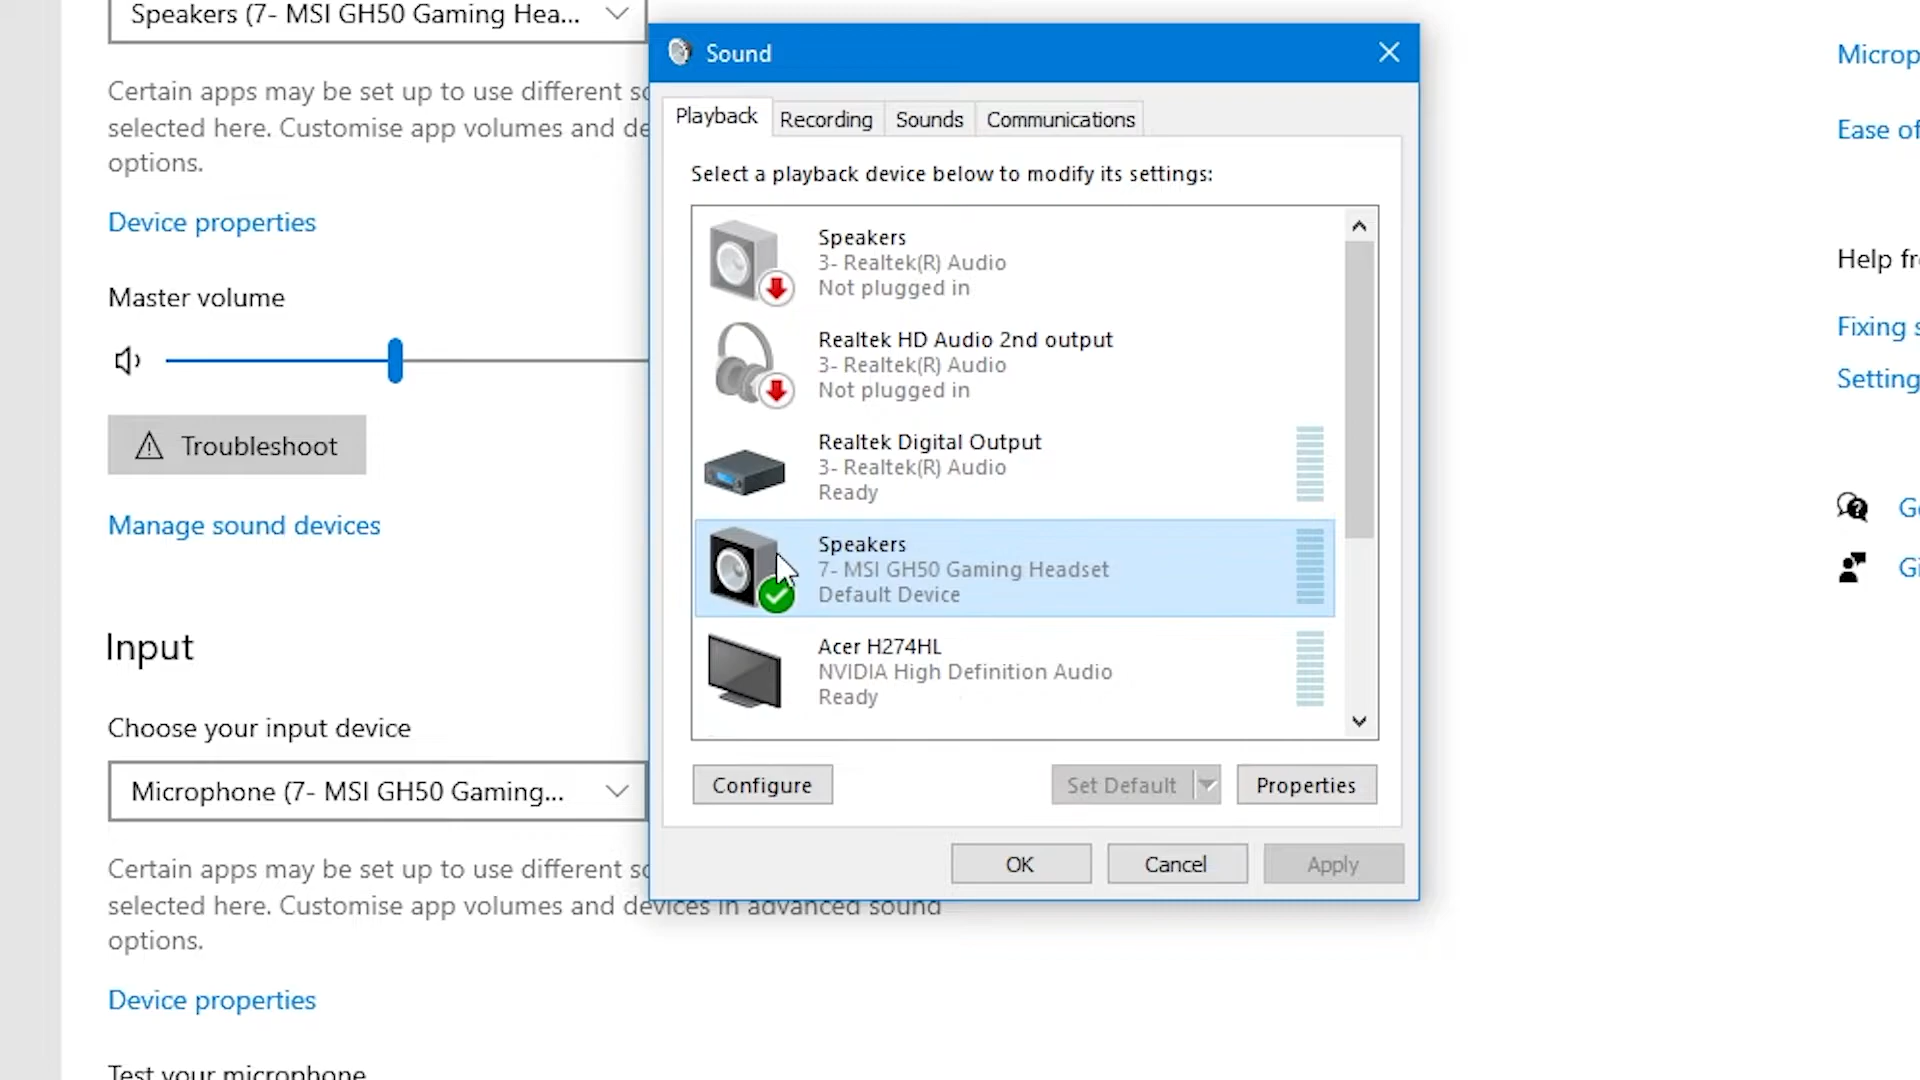 Speakers (7- MSI GH50 Gaming Hea...
Certain apps may be set up to use different
selected here. Customise app volumes and
options.
Device properties
Master volume
Troubleshoot
Manage sound devices
Input
Choose your input device
Microphone (7- MSI GH50 Gaming...
Certain apps may be set up to use different
selected here. Customise app volumes and devices in advanced sound
options.
Device properties
Test your microphone
Sound
Playback
Recording
Sounds
Communications
Select a playback device below to modify its settings:
Speakers
3- Realtek(R) Audio
Not plugged in
Realtek HD Audio 2nd output
3- Realtek(R) Audio
Not plugged in
Realtek Digital Output
3- Realtek(R) Audio
Ready
Speakers
7- MSI GH50 Gaming Headset
Default Device
Acer H274HL
NVIDIA High Definition Audio
Ready
Configure
Set Default
Properties
OK
Cancel
Apply
Microp
Ease of
Help fr
Fixing s
Setting
G
Gi